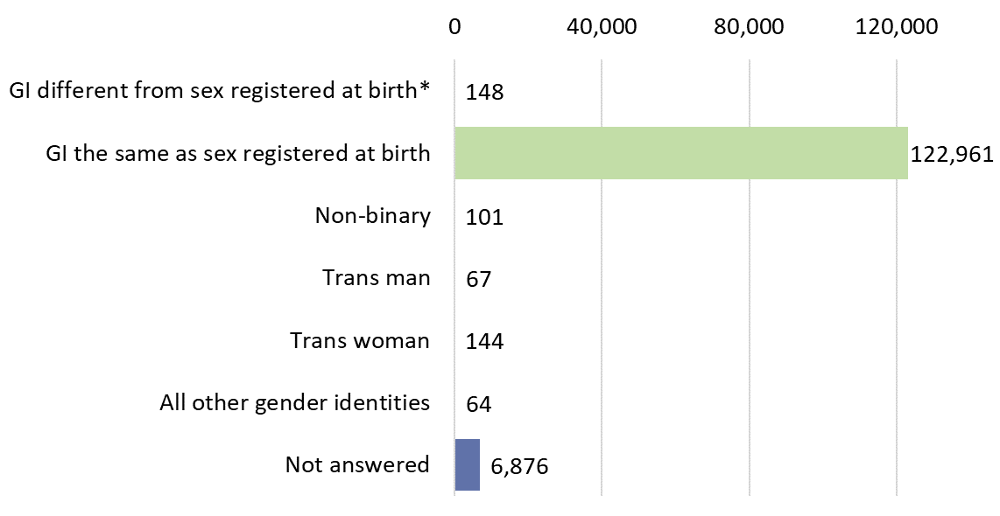 0 40,000 80,000 120,000
GI different from sex registered at birth* 148
GI the same as sex registered at birth 122,961
Non-binary 101
Trans man 67
Trans woman 144
All other gender identities 64
Not answered 6,876